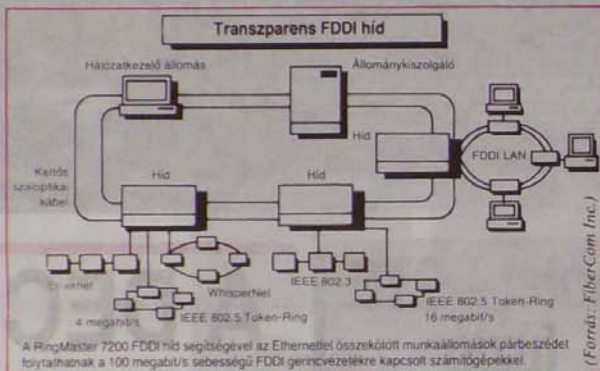 Transzparens FDDI híd
Hálózatkezelő állomás
Állománykiszolgáló
Híd
FDDI LAN
Kettős
száloptika-
kábel
Híd
Híd
Ethernet
WhisperNet
IEEE 802.3
4 megabit/s
IEEE 802.5 Token-Ring
IEEE 802.5 Token-Ring
16 megabit/s
(Forrás: FiberCom Inc.)
A RingMaster 7200 FDDI híd segítségével az Ethernettel összekötött munkaállomások párbeszédet
folytathatnak a 100 megabit/s sebességű FDDI gerincvezetékre kapcsolt számítógépekkel.